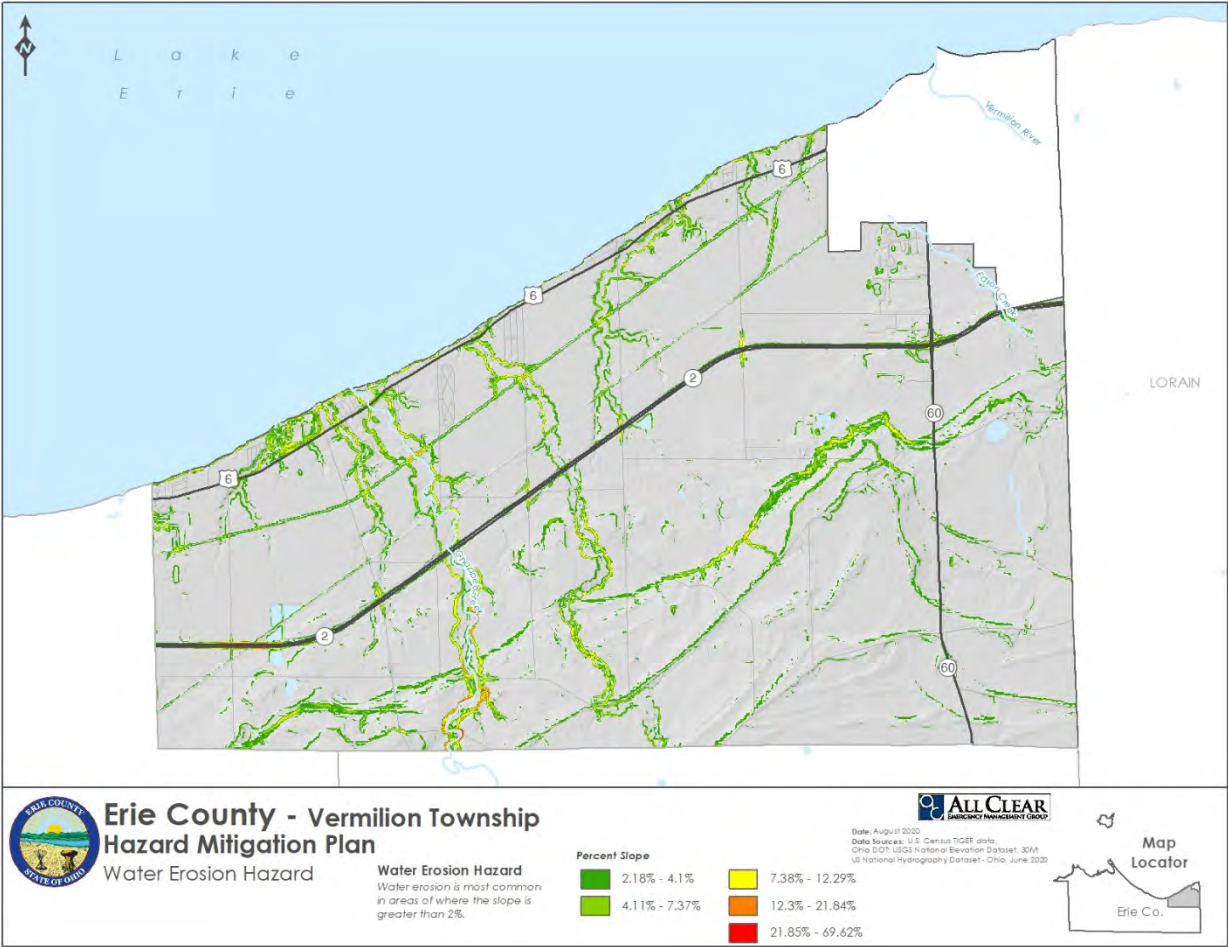 N
L a k e
E r i e
Vermilion River
6
6
Edson Creek
2
LORAIN
60
6
Chappel Creek
2
60
ERIE COUNTY
STATE OF OHIO
Erie County - Vermilion Township
Hazard Mitigation Plan
Water Erosion Hazard
Water Erosion Hazard
Water erosion is most common
in areas of where the slope is
greater than 2%.
Percent Slope
2.18% - 4.1%
4.11% - 7.37%
7.38% - 12.29%
12.3% - 21.84%
21.85% - 69.62%
ALL CLEAR
EMERGENCY MANAGEMENT GROUP
Date: August 2020
Data Sources: U.S. Census TIGER data,
Ohio DOT; USGS National Elevation Dataset, 30M;
US National Hydrography Dataset - Ohio, June 2020
Map
Locator
Erie Co.